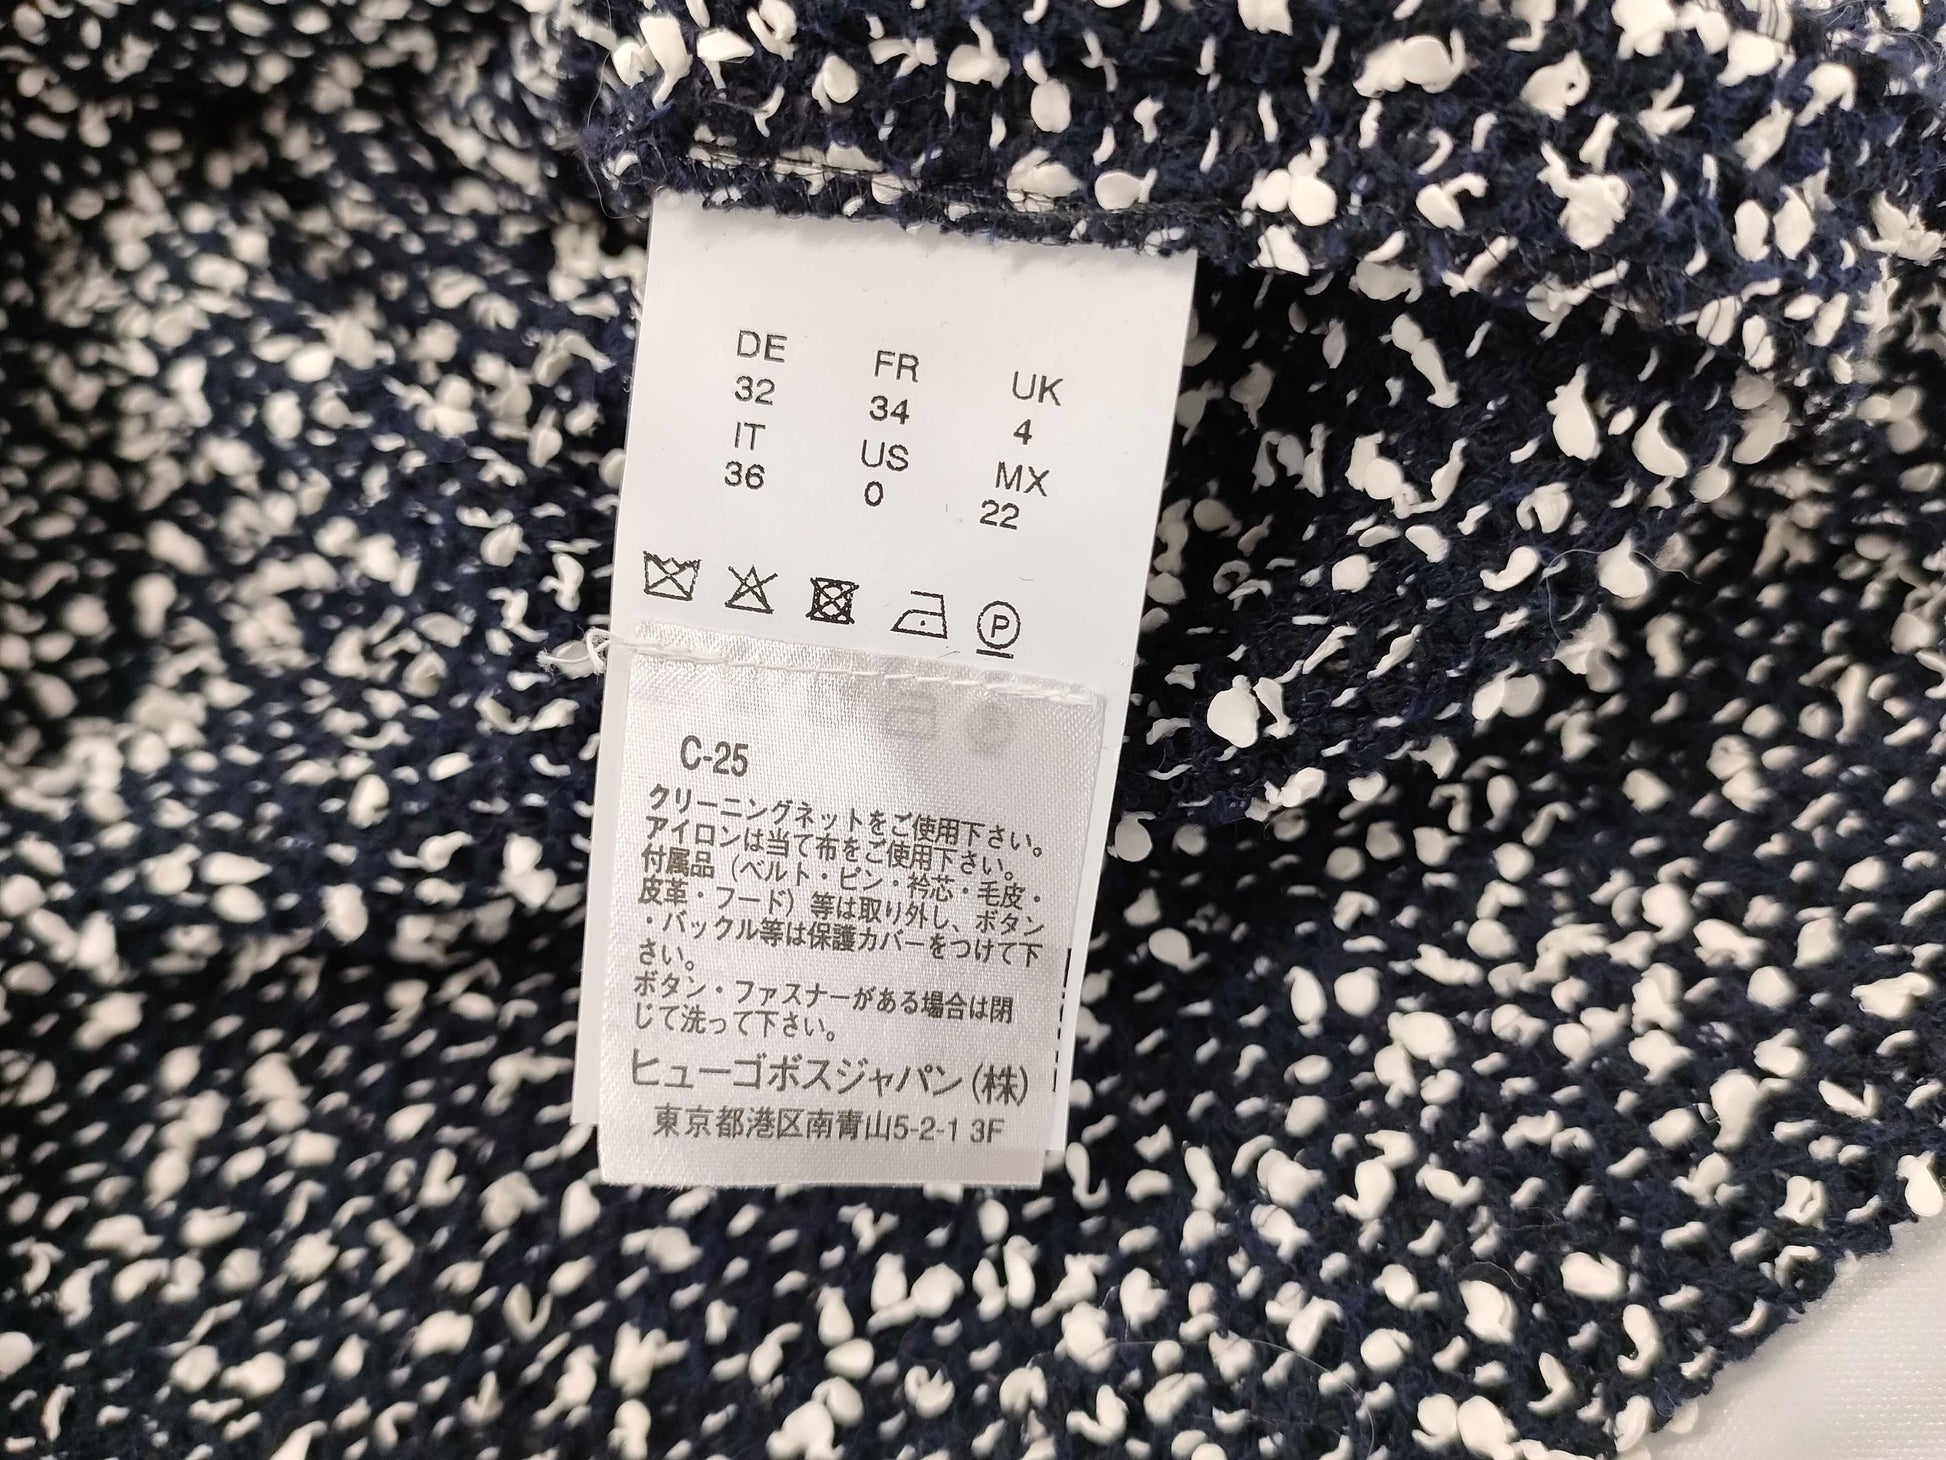 DE FR UK
32 34 4
IT US MX
36 0 22
P
C-25
クリーニングネットをご使用下さい。
アイロンは当て布をご使用下さい。
付属品（ベルト・ピン・衿芯・毛皮・
皮革・フード）等は取り外し、ボタン
・バックル等は保護カバーをつけて下
さい。
ボタン・ファスナーがある場合は閉
じて洗って下さい。
ヒューゴボスジャパン（株）
東京都港区南青山5-2-1 3F